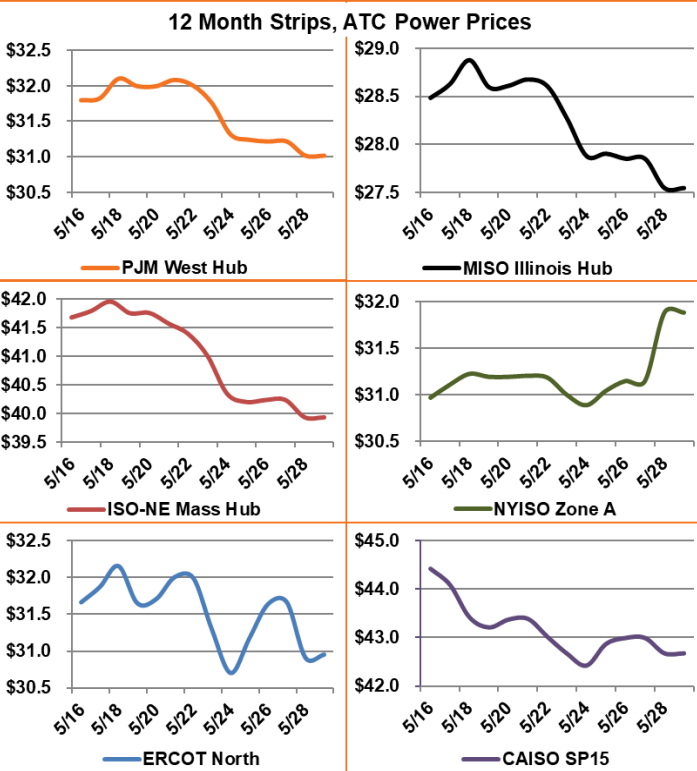 12 Month Strips, ATC Power Prices
$32.5
$32.0
$31.5
$31.0
$30.5
5/16 5/18 5/20 5/22 5/24 5/26 5/28
PJM West Hub
$29.0
$28.5
$28.0
$27.5
5/16 5/18 5/20 5/22 5/24 5/26 5/28
MISO Illinois Hub
$42.0
$41.5
$41.0
$40.5
$40.0
$39.5
5/16 5/18 5/20 5/22 5/24 5/26 5/28
ISO-NE Mass Hub
$32.0
$31.5
$31.0
$30.5
5/16 5/18 5/20 5/22 5/24 5/26 5/28
NYISO Zone A
$32.5
$32.0
$31.5
$31.0
$30.5
5/16 5/18 5/20 5/22 5/24 5/26 5/28
ERCOT North
$45.0
$44.0
$43.0
$42.0
5/16 5/18 5/20 5/22 5/24 5/26 5/28
CAISO SP15